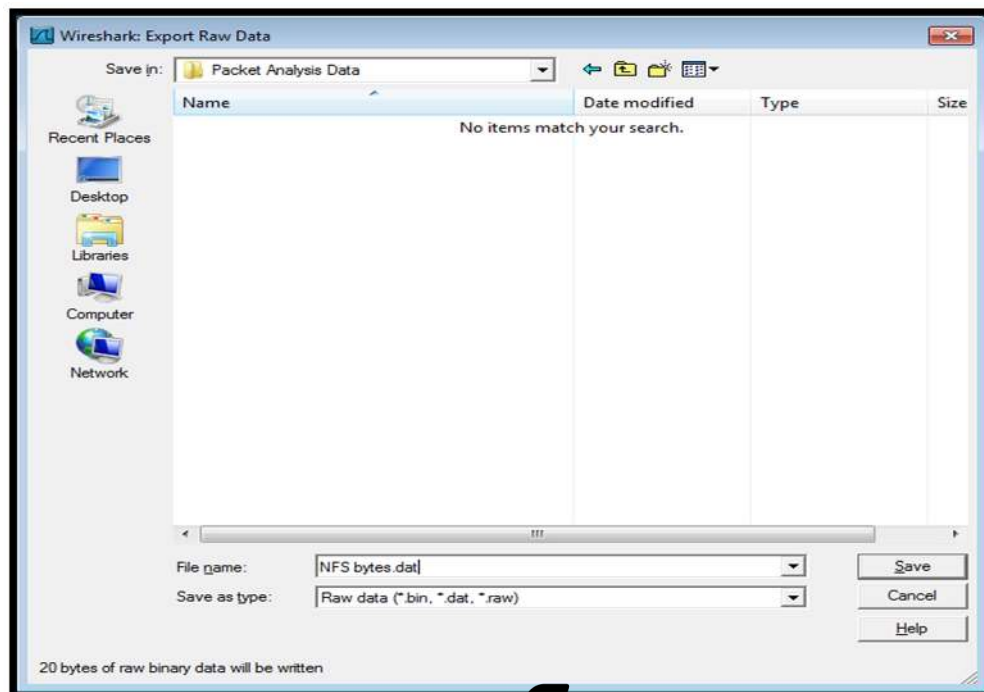 Wireshark: Export Raw Data
Save in: Packet Analysis Data
Name Date modified Type Size
No items match your search.
Recent Places
Desktop
Libraries
Computer
Network
File name: NFS bytes.dat Save
Save as type: Raw data (*.bin, *.dat, *.raw) Cancel
Help
20 bytes of raw binary data will be written